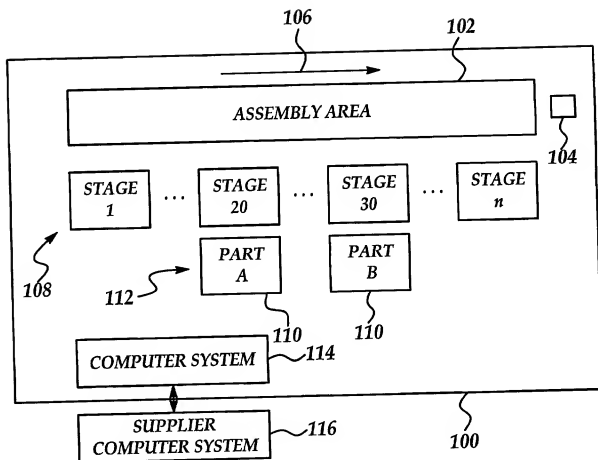 106
102
ASSEMBLY AREA
104
STAGE
1
...
STAGE
20
...
STAGE
30
...
STAGE
n
108
112
PART
A
PART
B
110
110
COMPUTER SYSTEM
114
SUPPLIER
COMPUTER SYSTEM
116
100